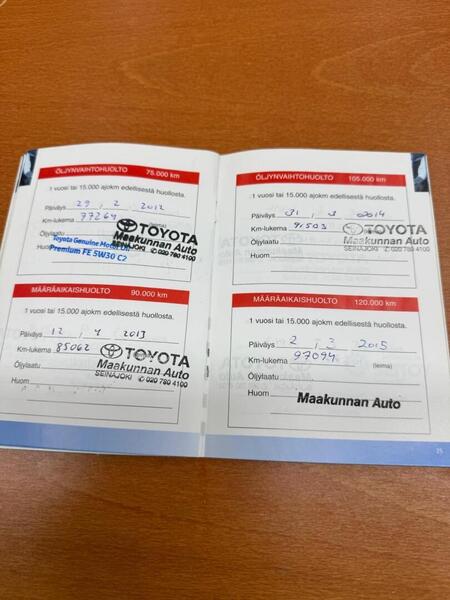 ÖLJYNVAIHTOHUOLTO 75.000 km
1 vuosi tai 15.000 ajokm edellisestä huollosta.
Päiväys 29 , 2 2012
Km-lukema 77264
TOYOTA
Maakunnan Auto
SEINÄJOKI ✆ 020 780 4100
Öljylaatu
Toyota Genuine Motor Oil
Premium FE 5W30 C2
Huom
MÄÄRÄAIKAISHUOLTO 90.000 km
1 vuosi tai 15.000 ajokm edellisestä huollosta.
Päiväys 12 , 7 2013
Km-lukema 85062
TOYOTA
Maakunnan Auto
SEINÄJOKI ✆ 020 780 4100
Öljylaatu
Huom
ÖLJYNVAIHTOHUOLTO 105.000 km
1 vuosi tai 15.000 ajokm edellisestä huollosta.
Päiväys 31 , 3 2014
Km-lukema 91503
TOYOTA
Maakunnan Auto
SEINÄJOKI ✆ 020 780 4100
Öljylaatu
Huom
MÄÄRÄAIKAISHUOLTO 120.000 km
1 vuosi tai 15.000 ajokm edellisestä huollosta.
Päiväys 2 , 3 2015
Km-lukema 97094 (leima)
Öljylaatu
Huom
Maakunnan Auto
25